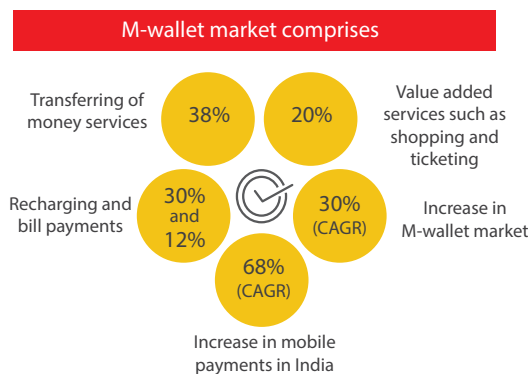 M-wallet market comprises
Transferring of
money services
38%
20%
Value added
services such as
shopping and
ticketing
Recharging and
bill payments
30%
and
12%
30%
(CAGR)
Increase in
M-wallet market
68%
(CAGR)
Increase in mobile
payments in India